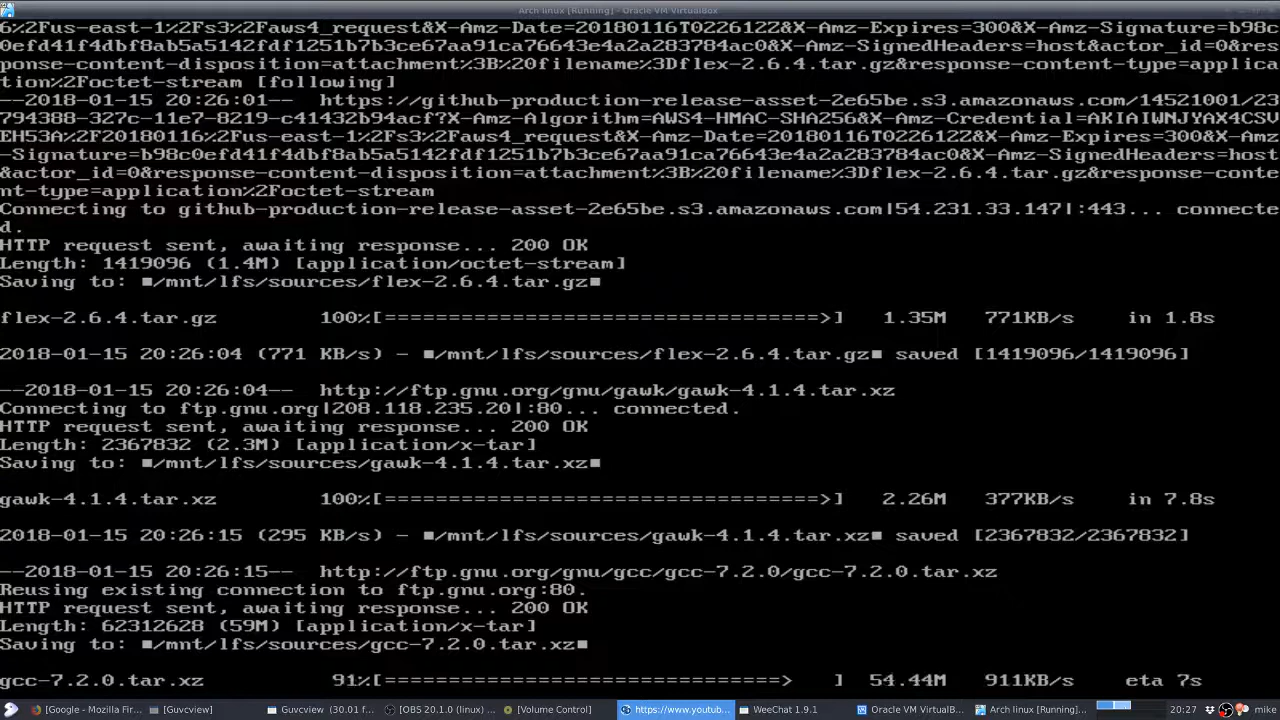 Arch linux [Running] - Oracle VM VirtualBox
6%2Fus-east-1%2Fs3%2Faws4_request&X-Amz-Date=20180116T022612Z&X-Amz-Expires=300&X-Amz-Signature=b98c
0efd41f4dbf8ab5a5142fdf1251b7b3ce67aa91ca76643e4a2a283784ac0&X-Amz-SignedHeaders=host&actor_id=0&res
ponse-content-disposition=attachment%3B%20filename%3Dflex-2.6.4.tar.gz&response-content-type=applica
tion%2Foctet-stream [following]
--2018-01-15 20:26:01--  https://github-production-release-asset-2e65be.s3.amazonaws.com/14521001/23
794388-327c-11e7-8219-c41432b94acf?X-Amz-Algorithm=AWS4-HMAC-SHA256&X-Amz-Credential=AKIAIWNJYAX4CSV
EH53A%2F20180116%2Fus-east-1%2Fs3%2Faws4_request&X-Amz-Date=20180116T022612Z&X-Amz-Expires=300&X-Amz
-Signature=b98c0efd41f4dbf8ab5a5142fdf1251b7b3ce67aa91ca76643e4a2a283784ac0&X-Amz-SignedHeaders=host
&actor_id=0&response-content-disposition=attachment%3B%20filename%3Dflex-2.6.4.tar.gz&response-conte
nt-type=application%2Foctet-stream
Connecting to github-production-release-asset-2e65be.s3.amazonaws.com|54.231.33.147|:443... connecte
d.
HTTP request sent, awaiting response... 200 OK
Length: 1419096 (1.4M) [application/octet-stream]
Saving to: ■/mnt/lfs/sources/flex-2.6.4.tar.gz■
flex-2.6.4.tar.gz 100%[==================================>] 1.35M 771KB/s in 1.8s
2018-01-15 20:26:04 (771 KB/s) - ■/mnt/lfs/sources/flex-2.6.4.tar.gz■ saved [1419096/1419096]
--2018-01-15 20:26:04--  http://ftp.gnu.org/gnu/gawk/gawk-4.1.4.tar.xz
Connecting to ftp.gnu.org|208.118.235.20|:80... connected.
HTTP request sent, awaiting response... 200 OK
Length: 2367832 (2.3M) [application/x-tar]
Saving to: ■/mnt/lfs/sources/gawk-4.1.4.tar.xz■
gawk-4.1.4.tar.xz 100%[==================================>] 2.26M 377KB/s in 7.8s
2018-01-15 20:26:15 (295 KB/s) - ■/mnt/lfs/sources/gawk-4.1.4.tar.xz■ saved [2367832/2367832]
--2018-01-15 20:26:15--  http://ftp.gnu.org/gnu/gcc/gcc-7.2.0/gcc-7.2.0.tar.xz
Reusing existing connection to ftp.gnu.org:80.
HTTP request sent, awaiting response... 200 OK
Length: 62312628 (59M) [application/x-tar]
Saving to: ■/mnt/lfs/sources/gcc-7.2.0.tar.xz■
gcc-7.2.0.tar.xz 91%[===============================> ] 54.44M 911KB/s eta 7s
[Google - Mozilla Fir... [Guvcview] Guvcview (30.01 f... [OBS 20.1.0 (linux) ... [Volume Control] https://www.youtub... WeeChat 1.9.1 Oracle VM VirtualB... Arch linux [Running]... 20:27 mike